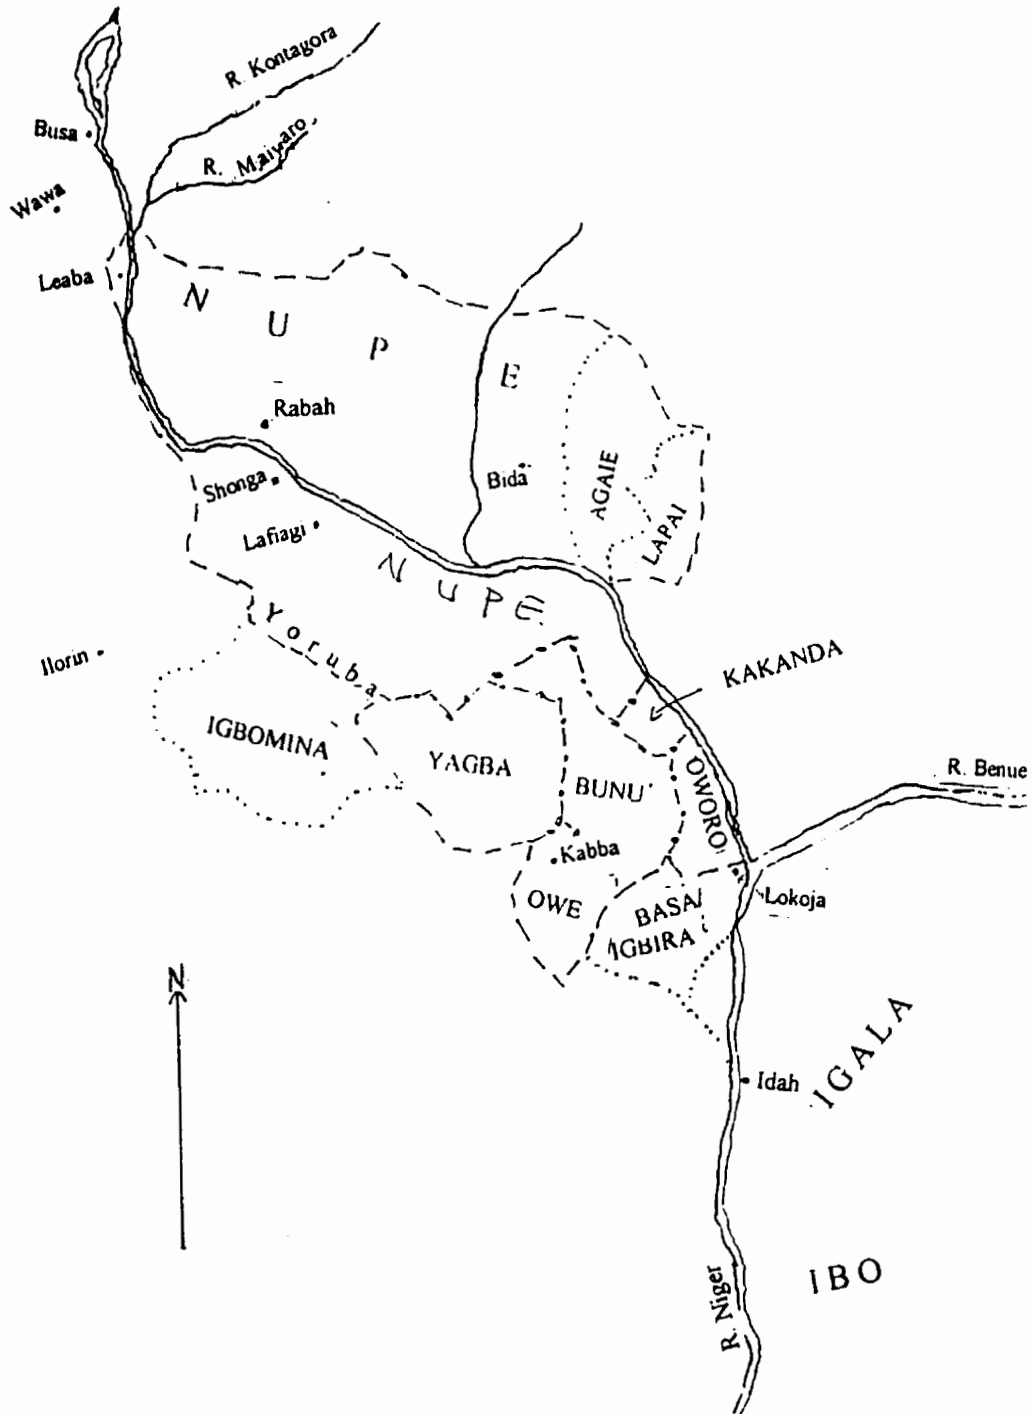 R. Kontagora
Busa
R. Maiyaro
Wawa
Leaba
N U P E
Rabah
Bida
AGAIE
LAPAI
Shonga
Lafiagi
NUPE
Yoruba
Ilorin
KAKANDA
IGBOMINA
YAGBA
BUNU
OWORO
R. Benue
Kabba
OWE
BASA
IGBIRA
Lokoja
N
IGALA
Idah
IBO
R. Niger